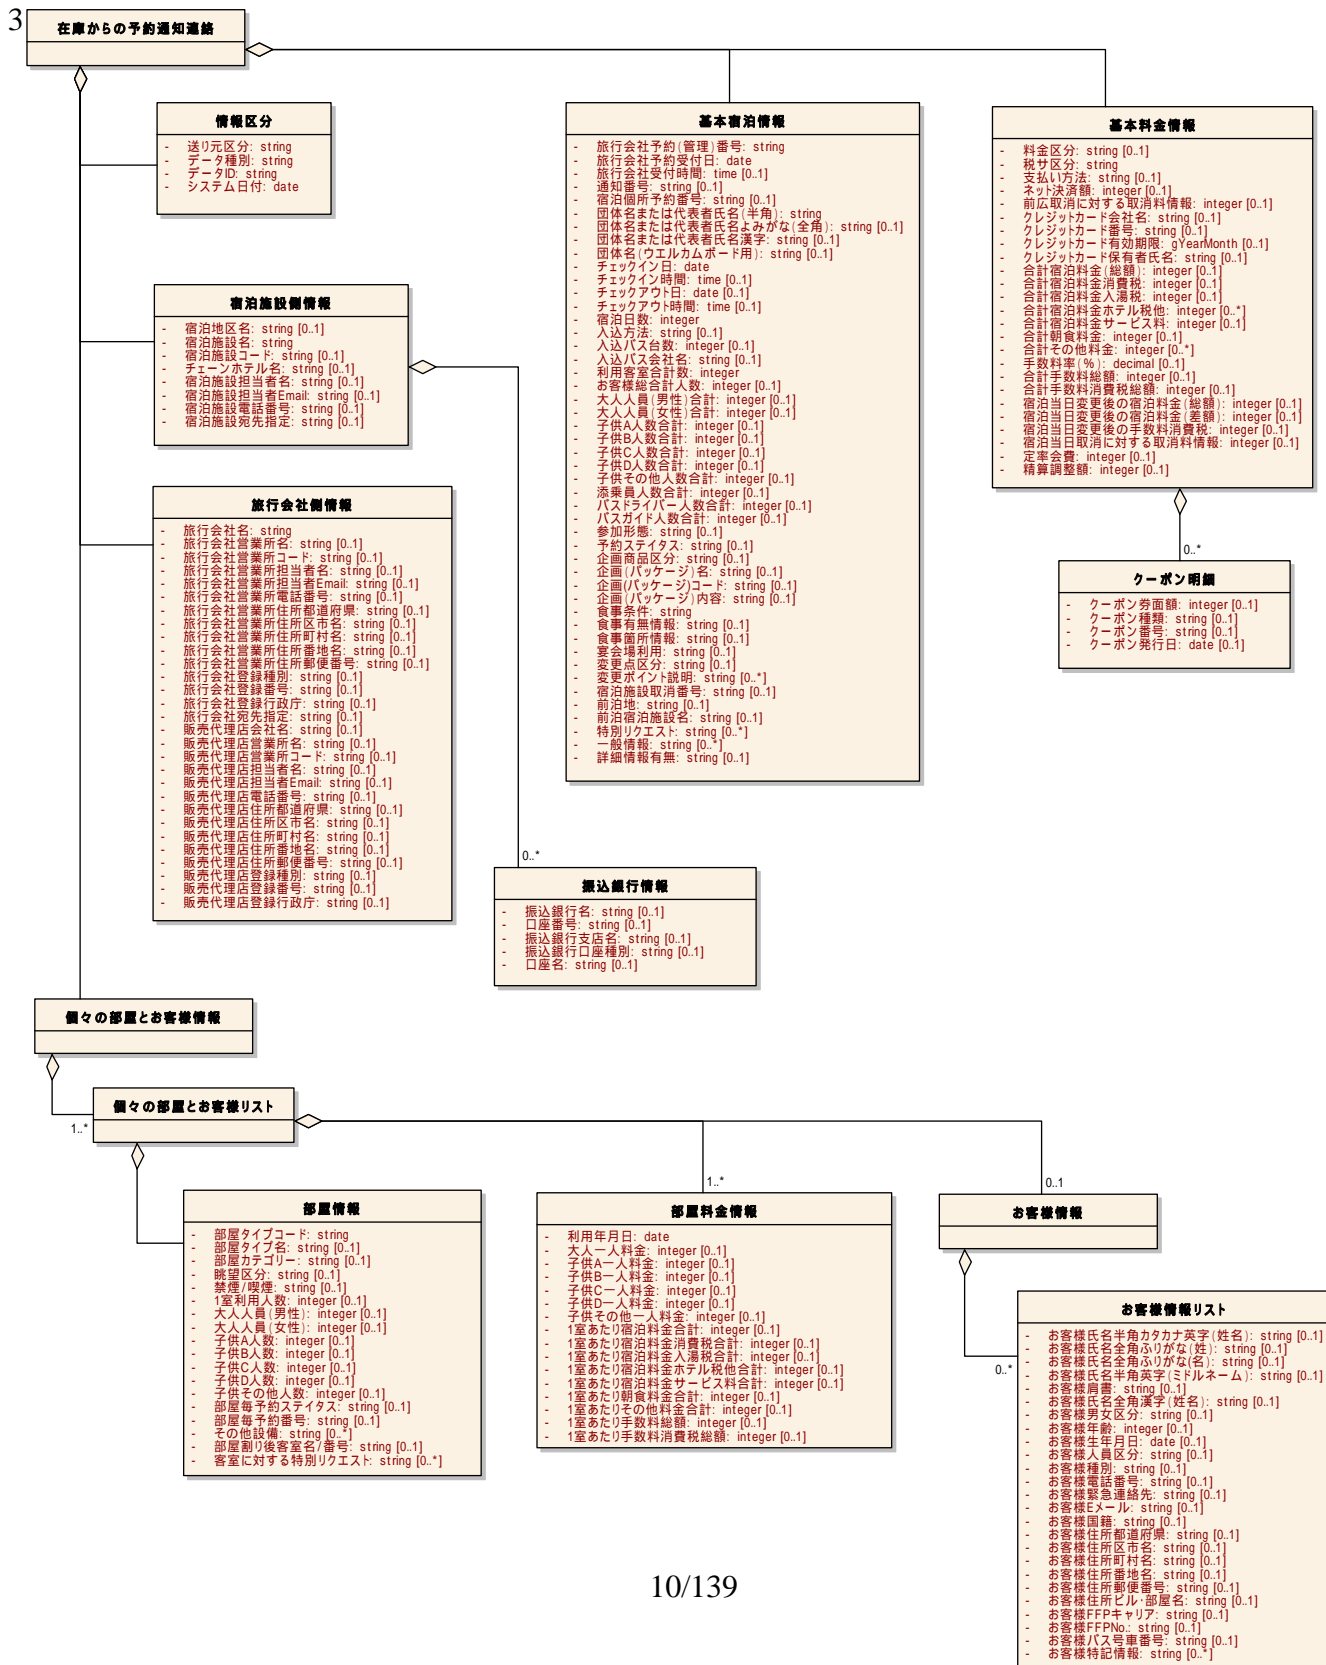 3
在庫からの予約通知連絡
情報区分
- 送り元区分: string
- データ種別: string
- データID: string
- システム日付: date
宿泊施設側情報
- 宿泊地区名: string [0..1]
- 宿泊施設名: string
- 宿泊施設コード: string [0..1]
- チェーンホテル名: string [0..1]
- 宿泊施設担当者名: string [0..1]
- 宿泊施設担当者Email: string [0..1]
- 宿泊施設電話番号: string [0..1]
- 宿泊施設宛先指定: string [0..1]
旅行会社側情報
- 旅行会社名: string
- 旅行会社営業所名: string [0..1]
- 旅行会社営業所コード: string [0..1]
- 旅行会社営業所担当者名: string [0..1]
- 旅行会社営業所担当者Email: string [0..1]
- 旅行会社営業所電話番号: string [0..1]
- 旅行会社営業所住所都道府県: string [0..1]
- 旅行会社営業所住所区市名: string [0..1]
- 旅行会社営業所住所町村名: string [0..1]
- 旅行会社営業所住所番地名: string [0..1]
- 旅行会社営業所住所郵便番号: string [0..1]
- 旅行会社登録種別: string [0..1]
- 旅行会社登録番号: string [0..1]
- 旅行会社登録行政庁: string [0..1]
- 旅行会社宛先指定: string [0..1]
- 販売代理店会社名: string [0..1]
- 販売代理店営業所名: string [0..1]
- 販売代理店営業所コード: string [0..1]
- 販売代理店担当者名: string [0..1]
- 販売代理店担当者Email: string [0..1]
- 販売代理店電話番号: string [0..1]
- 販売代理店住所都道府県: string [0..1]
- 販売代理店住所区市名: string [0..1]
- 販売代理店住所町村名: string [0..1]
- 販売代理店住所番地名: string [0..1]
- 販売代理店住所郵便番号: string [0..1]
- 販売代理店登録種別: string [0..1]
- 販売代理店登録番号: string [0..1]
- 販売代理店登録行政庁: string [0..1]
基本宿泊情報
- 旅行会社予約(管理)番号: string
- 旅行会社予約受付日: date
- 旅行会社受付時間: time [0..1]
- 通知番号: string [0..1]
- 宿泊個所予約番号: string [0..1]
- 団体名または代表者氏名(半角): string
- 団体名または代表者氏名よみがな(全角): string [0..1]
- 団体名または代表者氏名漢字: string [0..1]
- 団体名(ウエルカムボード用): string [0..1]
- チェックイン日: date
- チェックイン時間: time [0..1]
- チェックアウト日: date [0..1]
- チェックアウト時間: time [0..1]
- 宿泊日数: integer
- 入込方法: string [0..1]
- 入込バス台数: integer [0..1]
- 入込バス会社名: string [0..1]
- 利用客室合計数: integer
- お客様総合計人数: integer [0..1]
- 大人人員(男性)合計: integer [0..1]
- 大人人員(女性)合計: integer [0..1]
- 子供A人数合計: integer [0..1]
- 子供B人数合計: integer [0..1]
- 子供C人数合計: integer [0..1]
- 子供D人数合計: integer [0..1]
- 子供その他人数合計: integer [0..1]
- 添乗員人数合計: integer [0..1]
- バスドライバー人数合計: integer [0..1]
- バスガイド人数合計: integer [0..1]
- 参加形態: string [0..1]
- 予約ステイタス: string [0..1]
- 企画商品区分: string [0..1]
- 企画(パッケージ)名: string [0..1]
- 企画(パッケージ)コード: string [0..1]
- 企画(パッケージ)内容: string [0..1]
- 食事条件: string
- 食事有無情報: string [0..1]
- 食事箇所情報: string [0..1]
- 宴会場利用: string [0..1]
- 変更点区分: string [0..1]
- 変更ポイント説明: string [0..*]
- 宿泊施設取消番号: string [0..1]
- 前泊地: string [0..1]
- 前泊宿泊施設名: string [0..1]
- 特別リクエスト: string [0..*]
- 一般情報: string [0..*]
- 詳細情報有無: string [0..1]
基本料金情報
- 料金区分: string [0..1]
- 税サ区分: string
- 支払い方法: string [0..1]
- ネット決済額: integer [0..1]
- 前広取消に対する取消料情報: integer [0..1]
- クレジットカード会社名: string [0..1]
- クレジットカード番号: string [0..1]
- クレジットカード有効期限: gYearMonth [0..1]
- クレジットカード保有者氏名: string [0..1]
- 合計宿泊料金(総額): integer [0..1]
- 合計宿泊料金消費税: integer [0..1]
- 合計宿泊料金入湯税: integer [0..1]
- 合計宿泊料金ホテル税他: integer [0..*]
- 合計宿泊料金サービス料: integer [0..1]
- 合計朝食料金: integer [0..1]
- 合計その他料金: integer [0..*]
- 手数料率(%): decimal [0..1]
- 合計手数料総額: integer [0..1]
- 合計手数料消費税総額: integer [0..1]
- 宿泊当日変更後の宿泊料金(総額): integer [0..1]
- 宿泊当日変更後の宿泊料金(差額): integer [0..1]
- 宿泊当日変更後の手数料消費税: integer [0..1]
- 宿泊当日取消に対する取消料情報: integer [0..1]
- 定率会費: integer [0..1]
- 精算調整額: integer [0..1]
0..*
クーポン明細
- クーポン券面額: integer [0..1]
- クーポン種類: string [0..1]
- クーポン番号: string [0..1]
- クーポン発行日: date [0..1]
0..*
振込銀行情報
- 振込銀行名: string [0..1]
- 口座番号: string [0..1]
- 振込銀行支店名: string [0..1]
- 振込銀行口座種別: string [0..1]
- 口座名: string [0..1]
個々の部屋とお客様情報
個々の部屋とお客様リスト
1..*
部屋情報
- 部屋タイプコード: string
- 部屋タイプ名: string [0..1]
- 部屋カテゴリー: string [0..1]
- 眺望区分: string [0..1]
- 禁煙/喫煙: string [0..1]
- 1室利用人数: integer [0..1]
- 大人人員(男性): integer [0..1]
- 大人人員(女性): integer [0..1]
- 子供A人数: integer [0..1]
- 子供B人数: integer [0..1]
- 子供C人数: integer [0..1]
- 子供D人数: integer [0..1]
- 子供その他人数: integer [0..1]
- 部屋毎予約ステイタス: string [0..1]
- 部屋毎予約番号: string [0..1]
- その他設備: string [0..*]
- 部屋割り後客室名/番号: string [0..1]
- 客室に対する特別リクエスト: string [0..*]
1..*
部屋料金情報
- 利用年月日: date
- 大人一人料金: integer [0..1]
- 子供A一人料金: integer [0..1]
- 子供B一人料金: integer [0..1]
- 子供C一人料金: integer [0..1]
- 子供D一人料金: integer [0..1]
- 子供その他一人料金: integer [0..1]
- 1室あたり宿泊料金合計: integer [0..1]
- 1室あたり宿泊料金消費税合計: integer [0..1]
- 1室あたり宿泊料金入湯税合計: integer [0..1]
- 1室あたり宿泊料金ホテル税他合計: integer [0..1]
- 1室あたり宿泊料金サービス料合計: integer [0..1]
- 1室あたり朝食料金合計: integer [0..1]
- 1室あたりその他料金合計: integer [0..1]
- 1室あたり手数料総額: integer [0..1]
- 1室あたり手数料消費税総額: integer [0..1]
0..1
お客様情報
0..*
お客様情報リスト
- お客様氏名半角カタカナ英字(姓名): string [0..1]
- お客様氏名全角ふりがな(姓): string [0..1]
- お客様氏名全角ふりがな(名): string [0..1]
- お客様氏名半角英字(ミドルネーム): string [0..1]
- お客様肩書: string [0..1]
- お客様氏名全角漢字(姓名): string [0..1]
- お客様男女区分: string [0..1]
- お客様年齢: integer [0..1]
- お客様生年月日: date [0..1]
- お客様人員区分: string [0..1]
- お客様種別: string [0..1]
- お客様電話番号: string [0..1]
- お客様緊急連絡先: string [0..1]
- お客様Eメール: string [0..1]
- お客様国籍: string [0..1]
- お客様住所都道府県: string [0..1]
- お客様住所区市名: string [0..1]
- お客様住所町村名: string [0..1]
- お客様住所番地名: string [0..1]
- お客様住所郵便番号: string [0..1]
- お客様住所ビル・部屋名: string [0..1]
- お客様FFPキャリア: string [0..1]
- お客様FFPNo.: string [0..1]
- お客様バス号車番号: string [0..1]
- お客様特記情報: string [0..*]
10/139